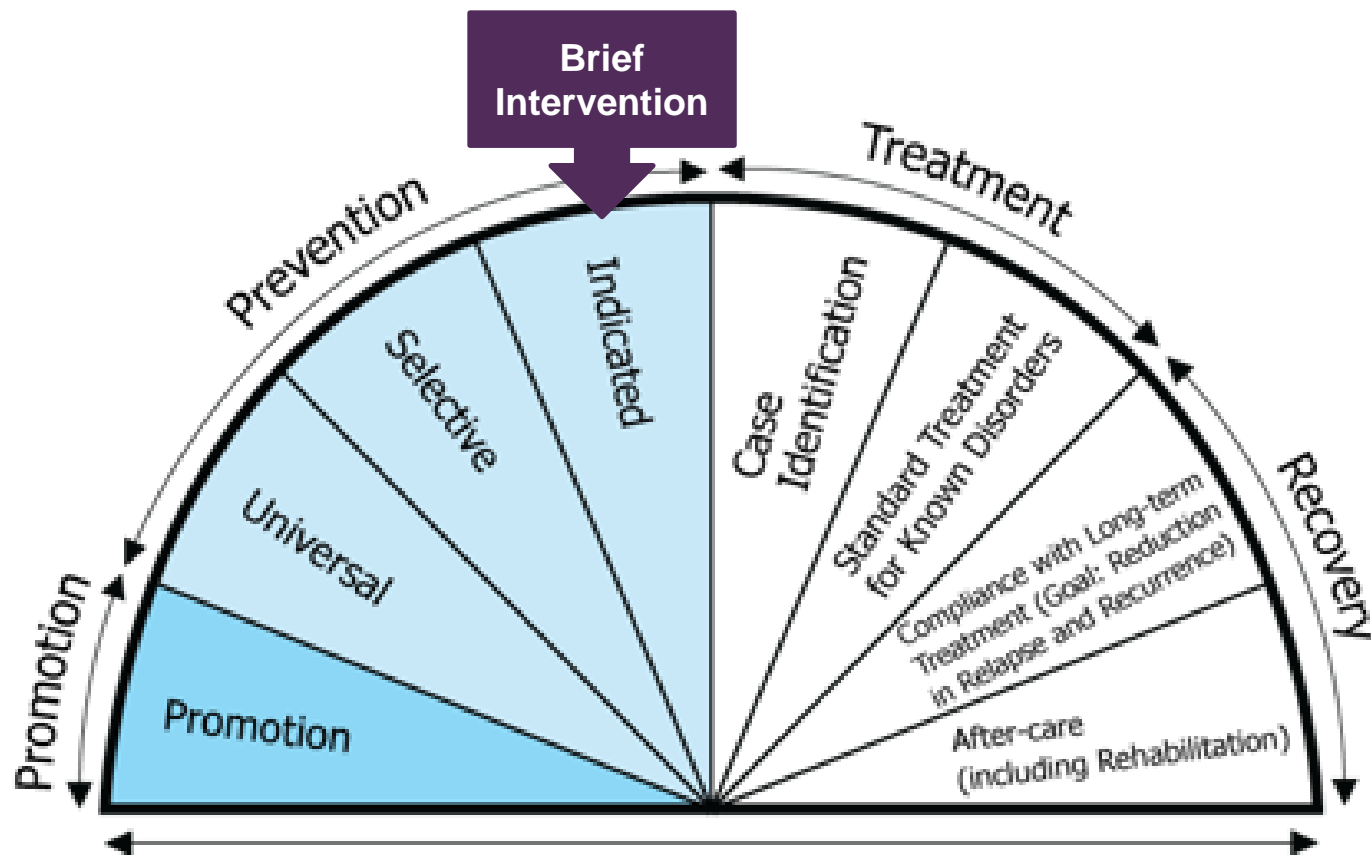 Brief
Intervention
Promotion
Prevention
Treatment
Recovery
Promotion
Universal
Selective
Indicated
Case
Identification
Standard Treatment
for Known Disorders
Compliance with Long-term
Treatment (Goal: Reduction
in Relapse and Recurrence)
After-care
(including Rehabilitation)